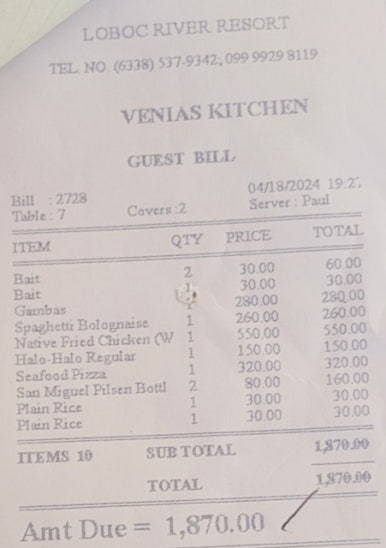 LOBOC RIVER RESORT
TEL. NO. (6338) 537-9342; 099 9929 8119
VENIAS KITCHEN
GUEST BILL
04/18/2024 19:2
Bill : 2728
Table : 7 Covers :2 Server : Paul
ITEM QTY PRICE TOTAL
Bait 2 30.00 60.00
Bait 1 30.00 30.00
Gambas 1 280.00 280.00
Spaghetti Bolognaise 1 260.00 260.00
Native Fried Chicken (W 1 550.00 550.00
Halo-Halo Regular 1 150.00 150.00
Seafood Pizza 1 320.00 320.00
San Miguel Pilsen Bottl 2 80.00 160.00
Plain Rice 1 30.00 30.00
Plain Rice 1 30.00 30.00
ITEMS 10 SUB TOTAL 1,870.00
TOTAL 1,870.00
Amt Due = 1,870.00